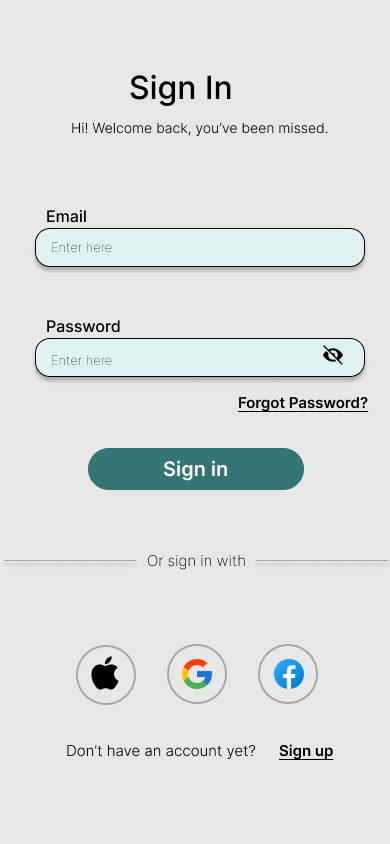 Sign In
Hi! Welcome back, you’ve been missed.
Email
Enter here
Password
Enter here
Forgot Password?
Sign in
Or sign in with
Don’t have an account yet? Sign up